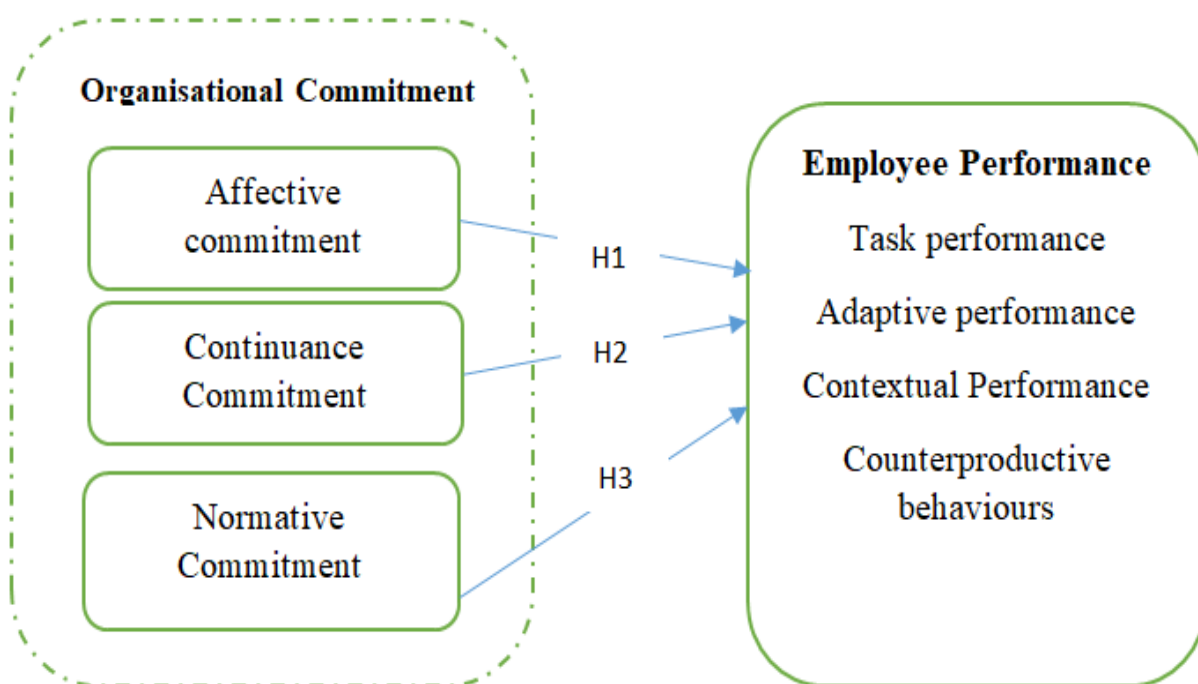 Organisational Commitment
Affective
commitment
Continuance
Commitment
Normative
Commitment
H1
H2
H3
Employee Performance
Task performance
Adaptive performance
Contextual Performance
Counterproductive
behaviours